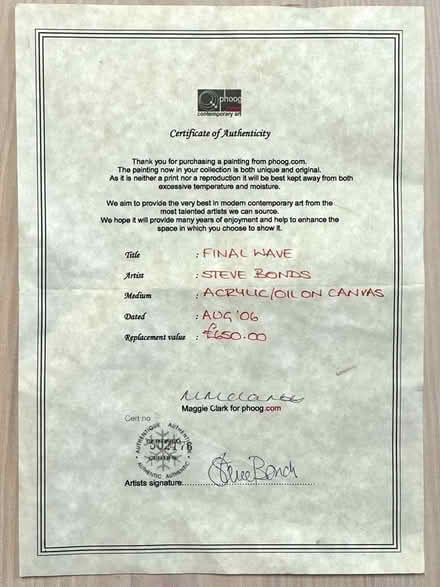 phoog
contemporary art
Certificate of Authenticity
Thank you for purchasing a painting from phoog.com.
The painting now in your collection is both unique and original.
As it is neither a print nor a reproduction it will be best kept away from both
excessive temperature and moisture.
We aim to provide the very best in modern contemporary art from the
most talented artists we can source.
We hope it will provide many years of enjoyment and help to enhance the
space in which you choose to show it.
Title : FINAL WAVE
Artist : STEVE BONDS
Medium : ACRYLIC/OIL ON CANVAS
Dated : AUG '06
Replacement value : £650.00
Maggie Clark for phoog.com
Cert no
Artists signature Steve Bonds